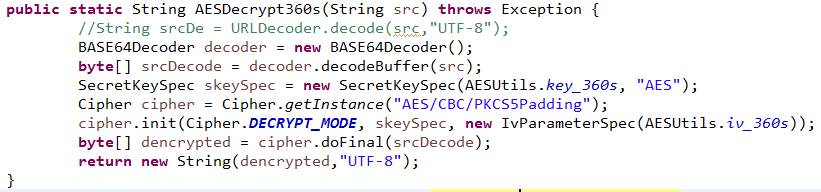 public static String AESDecrypt360s(String src) throws Exception {
//String srcDe = URLDecoder.decode(src,"UTF-8");
BASE64Decoder decoder = new BASE64Decoder();
byte[] srcDecode = decoder.decodeBuffer(src);
SecretKeySpec skeySpec = new SecretKeySpec(AESUtils.key_360s, "AES");
Cipher cipher = Cipher.getInstance("AES/CBC/PKCS5Padding");
cipher.init(Cipher.DECRYPT_MODE, skeySpec, new IvParameterSpec(AESUtils.iv_360s));
byte[] dencrypted = cipher.doFinal(srcDecode);
return new String(dencrypted,"UTF-8");
}